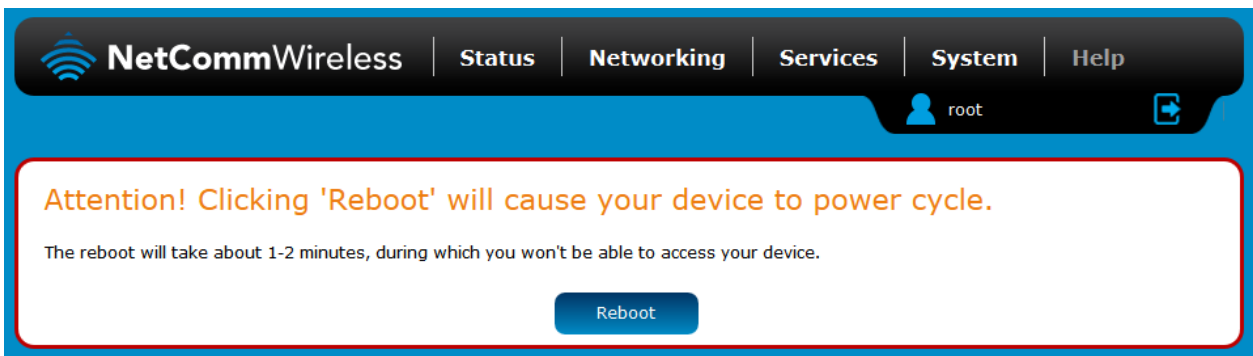 NetCommWireless Status Networking Services System Help
root
Attention! Clicking 'Reboot' will cause your device to power cycle.
The reboot will take about 1-2 minutes, during which you won't be able to access your device.
Reboot